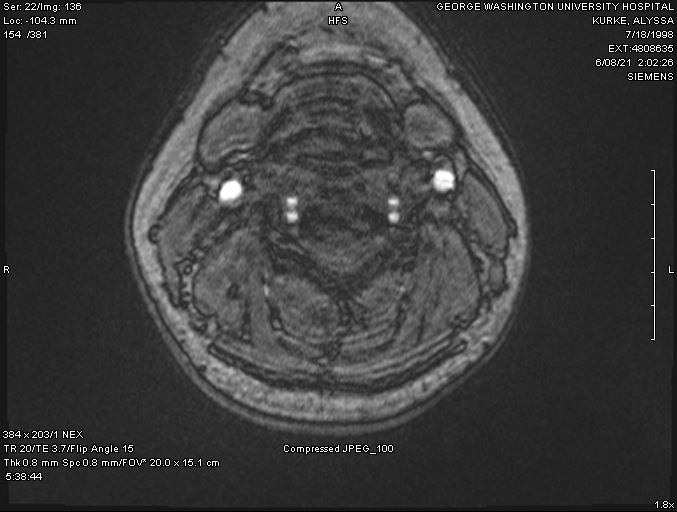 Ser: 22/Img: 136
Loc: -104.3 mm
154 /381
A
HFS
GEORGE WASHINGTON UNIVERSITY HOSPITAL
KURKE, ALYSSA
7/18/1998
EXT:4808635
6/08/21 2:02:26
SIEMENS
R
L
384 x 203/1 NEX
TR 20/TE 3.7/Flip Angle 15
Thk 0.8 mm Spc 0.8 mm/FOV* 20.0 x 15.1 cm
5:38:44
Compressed JPEG_100
1.8x